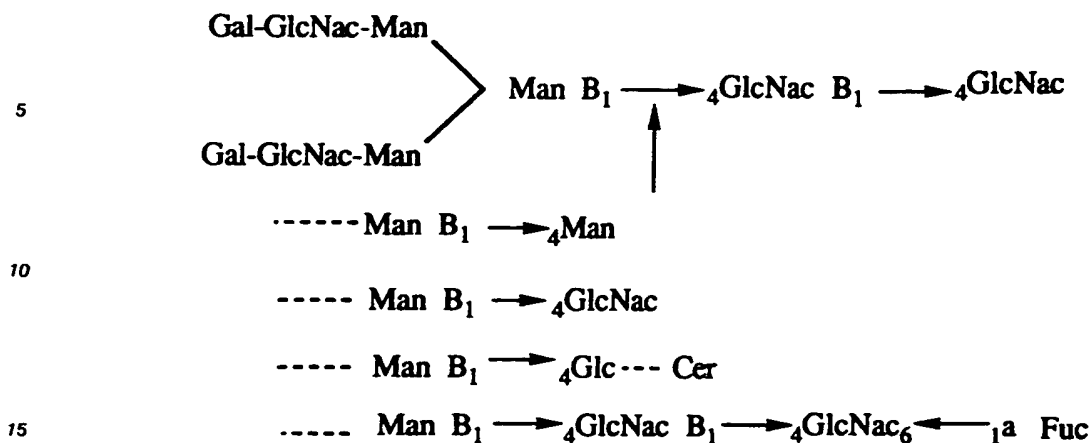 Gal-GlcNac-Man
5 Man B₁ ⟶ ₄GlcNac B₁ ⟶ ₄GlcNac
Gal-GlcNac-Man
------ Man B₁ ⟶ ₄Man
10
----- Man B₁ ⟶ ₄GlcNac
----- Man B₁ ⟶ ₄Glc --- Cer
15 ----- Man B₁ ⟶ ₄GlcNac B₁ ⟶ ₄GlcNac₆ ⟵ ₁a Fuc